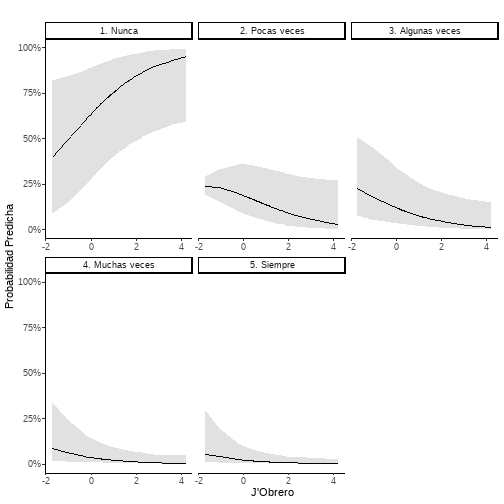 1. Nunca
2. Pocas veces
3. Algunas veces
100%
75%
50%
25%
0%
-2 0 2 4
-2 0 2 4
-2 0 2 4
4. Muchas veces
5. Siempre
100%
75%
50%
25%
0%
-2 0 2 4
-2 0 2 4
Probabilidad Predicha
J'Obrero